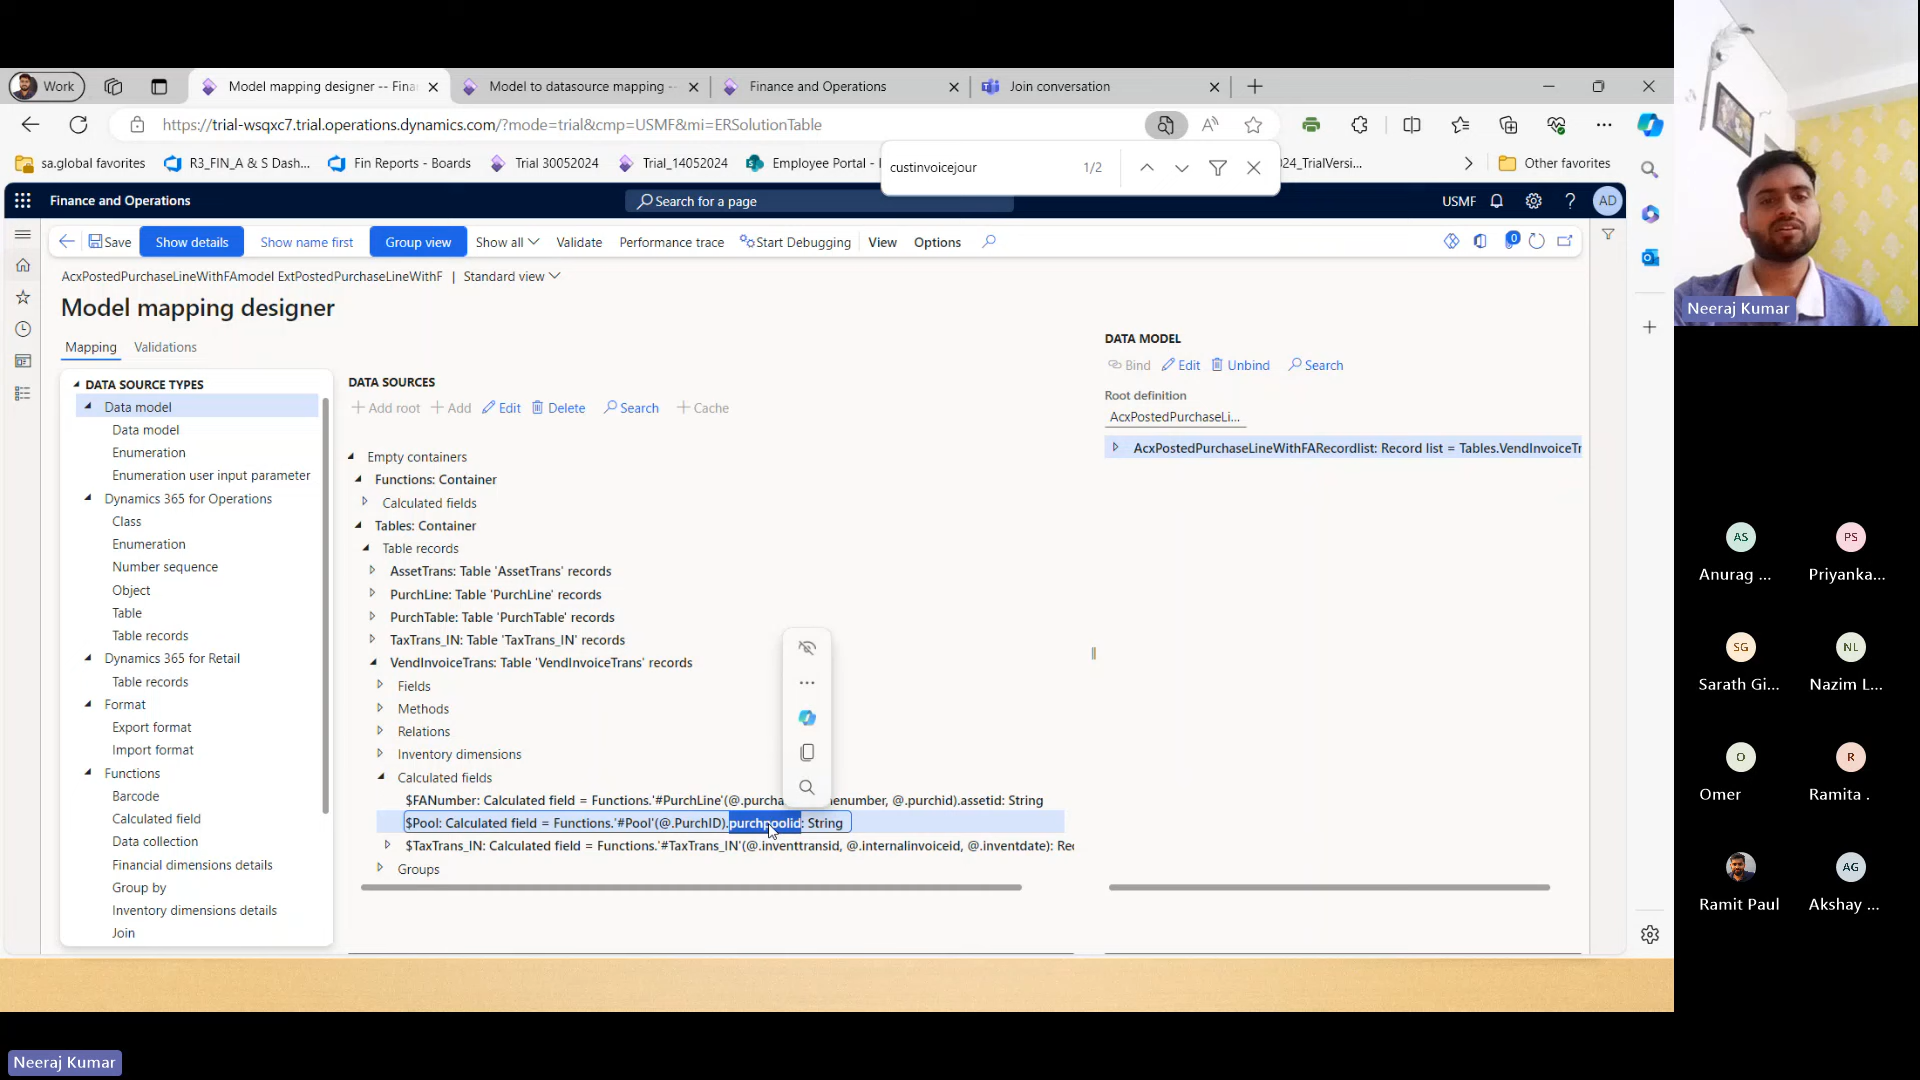 Work
Model mapping designer -- Fina
Model to datasource mapping --
Finance and Operations
Join conversation
https://trial-wsqxc7.trial.operations.dynamics.com/?mode=trial&cmp=USMF&mi=ERSolutionTable
sa.global favorites
R3_FIN_A & S Dash...
Fin Reports - Boards
Trial 30052024
Trial_14052024
Employee Portal -
24_TrialVersi...
Other favorites
custinvoicejour
1/2
Finance and Operations
Search for a page
USMF
AD
Save
Show details
Show name first
Group view
Show all
Validate
Performance trace
Start Debugging
View
Options
0
AcxPostedPurchaseLineWithFAmodel ExtPostedPurchaseLineWithF | Standard view
Model mapping designer
Mapping
Validations
DATA SOURCE TYPES
Data model
Data model
Enumeration
Enumeration user input parameter
Dynamics 365 for Operations
Class
Enumeration
Number sequence
Object
Table
Table records
Dynamics 365 for Retail
Table records
Format
Export format
Import format
Functions
Barcode
Calculated field
Data collection
Financial dimensions details
Group by
Inventory dimensions details
Join
DATA SOURCES
Add root
Add
Edit
Delete
Search
Cache
Empty containers
Functions: Container
Calculated fields
Tables: Container
Table records
AssetTrans: Table 'AssetTrans' records
PurchLine: Table 'PurchLine' records
PurchTable: Table 'PurchTable' records
TaxTrans_IN: Table 'TaxTrans_IN' records
VendInvoiceTrans: Table 'VendInvoiceTrans' records
Fields
Methods
Relations
Inventory dimensions
Calculated fields
$FANumber: Calculated field = Functions.'#PurchLine'(@.purcha enumber, @.purchid).assetid: String
$Pool: Calculated field = Functions.'#Pool'(@.PurchID).purchpoolid: String
$TaxTrans_IN: Calculated field = Functions.'#TaxTrans_IN'(@.inventtransid, @.internalinvoiceid, @.inventdate): Rec
Groups
DATA MODEL
Bind
Edit
Unbind
Search
Root definition
AcxPostedPurchaseLi...
AcxPostedPurchaseLineWithFARecordlist: Record list = Tables.VendInvoiceTr
Neeraj Kumar
AS
PS
Anurag ...
Priyanka...
SG
NL
Sarath Gi...
Nazim L...
O
R
Omer
Ramita .
AG
Ramit Paul
Akshay ...
Neeraj Kumar